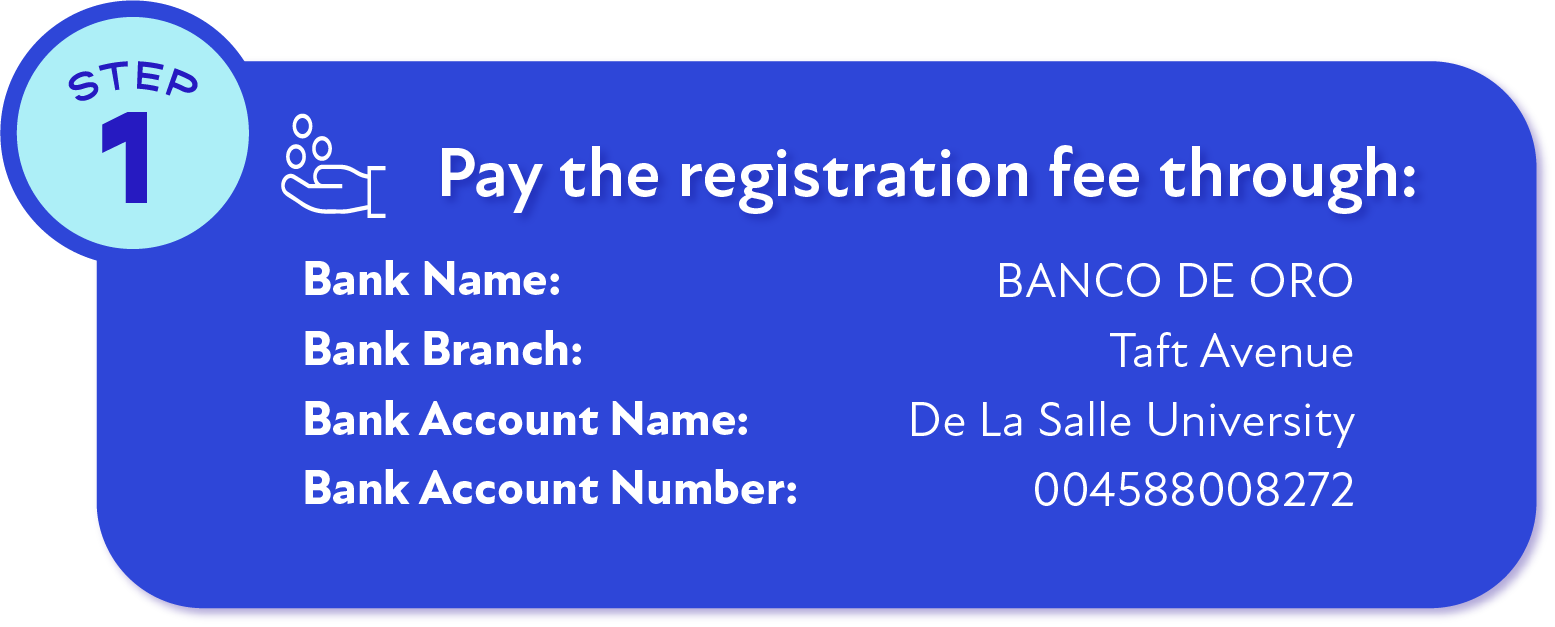 STEP
1
Pay the registration fee through:
Bank Name: BANCO DE ORO
Bank Branch: Taft Avenue
Bank Account Name: De La Salle University
Bank Account Number: 004588008272